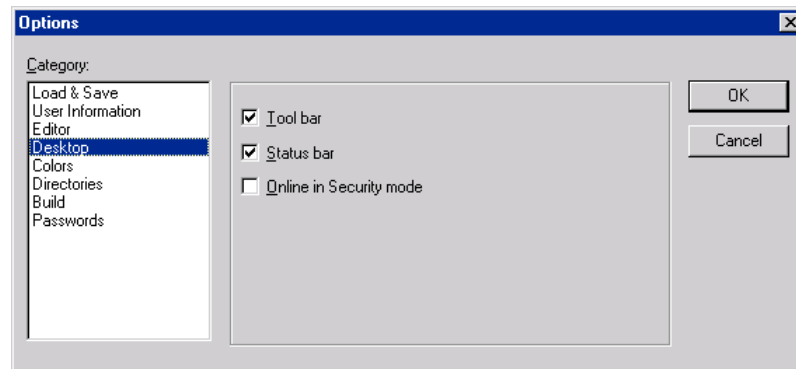 Options
Category:
Load & Save
User Information
Editor
Desktop
Colors
Directories
Build
Passwords
Tool bar
Status bar
Online in Security mode
OK
Cancel